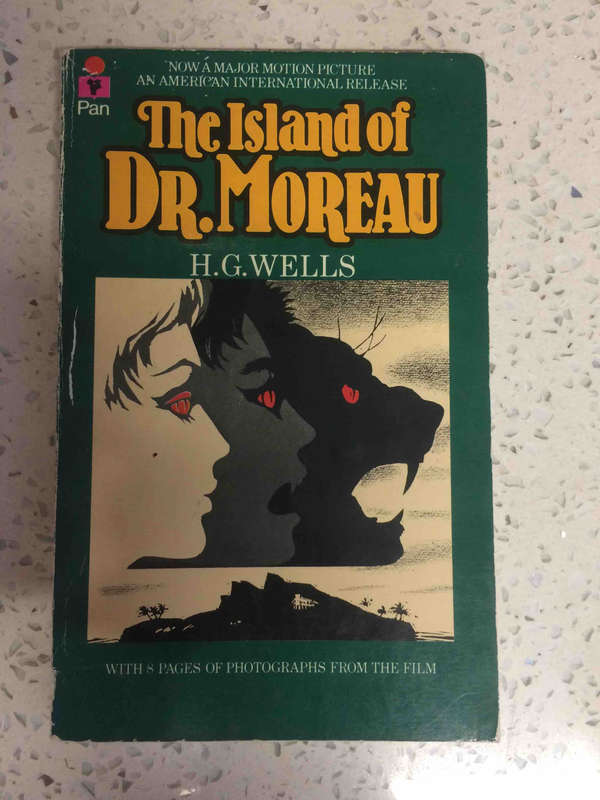 NOW A MAJOR MOTION PICTURE
AN AMERICAN INTERNATIONAL RELEASE
Pan
The Island of
DR. MOREAU
H.G. WELLS
WITH 8 PAGES OF PHOTOGRAPHS FROM THE FILM